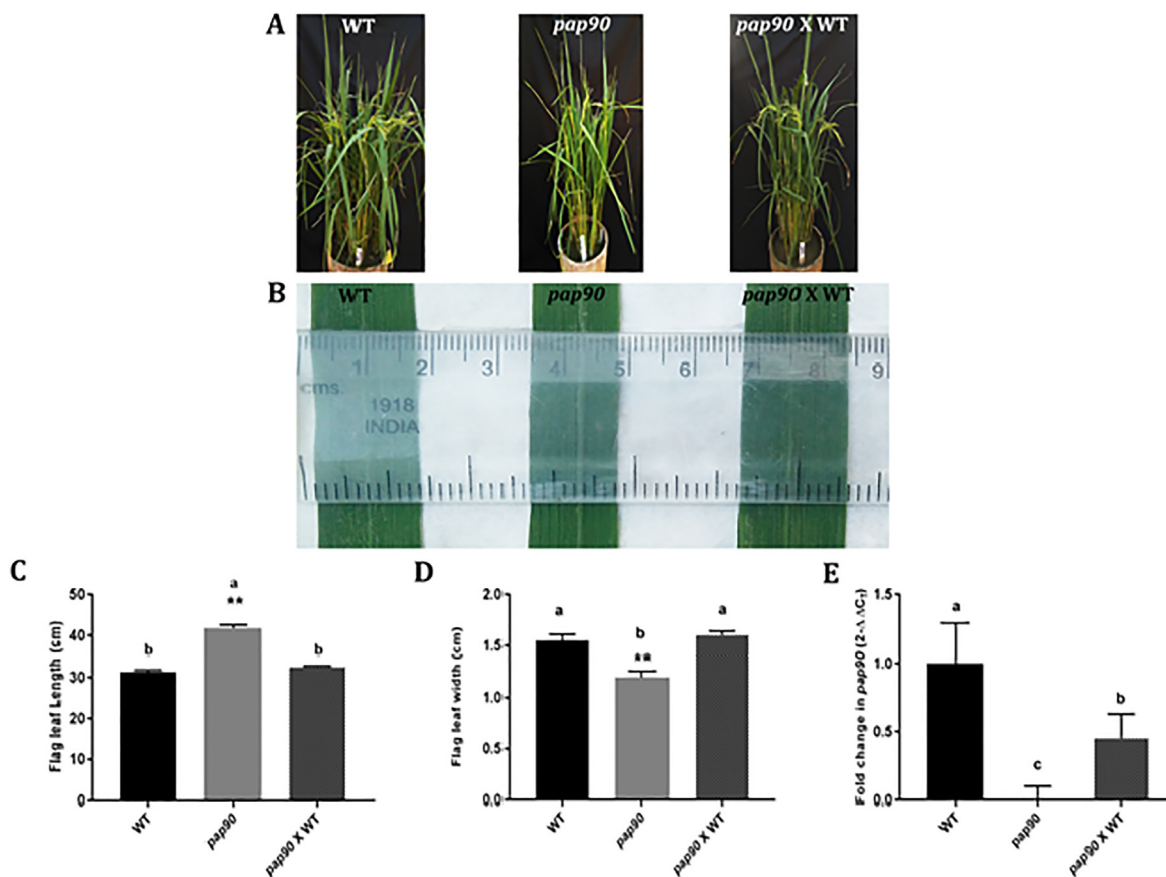 A
WT
pap90
pap90 X WT
B
WT
pap90
pap90 X WT
1 2 3 4 5 6 7 8 9
cms.
1918
INDIA
C
Flag leaf Length (cm)
50
40
30
20
10
0
b
a
**
b
WT
pap90
pap90 X WT
D
Flag leaf width (cm)
2.0
1.5
1.0
0.5
0.0
a
b
**
a
WT
pap90
pap90 X WT
E
Fold change in pap90 (2-Δ ΔCT)
1.5
1.0
0.5
0.0
a
c
b
WT
pap90
pap90 X WT